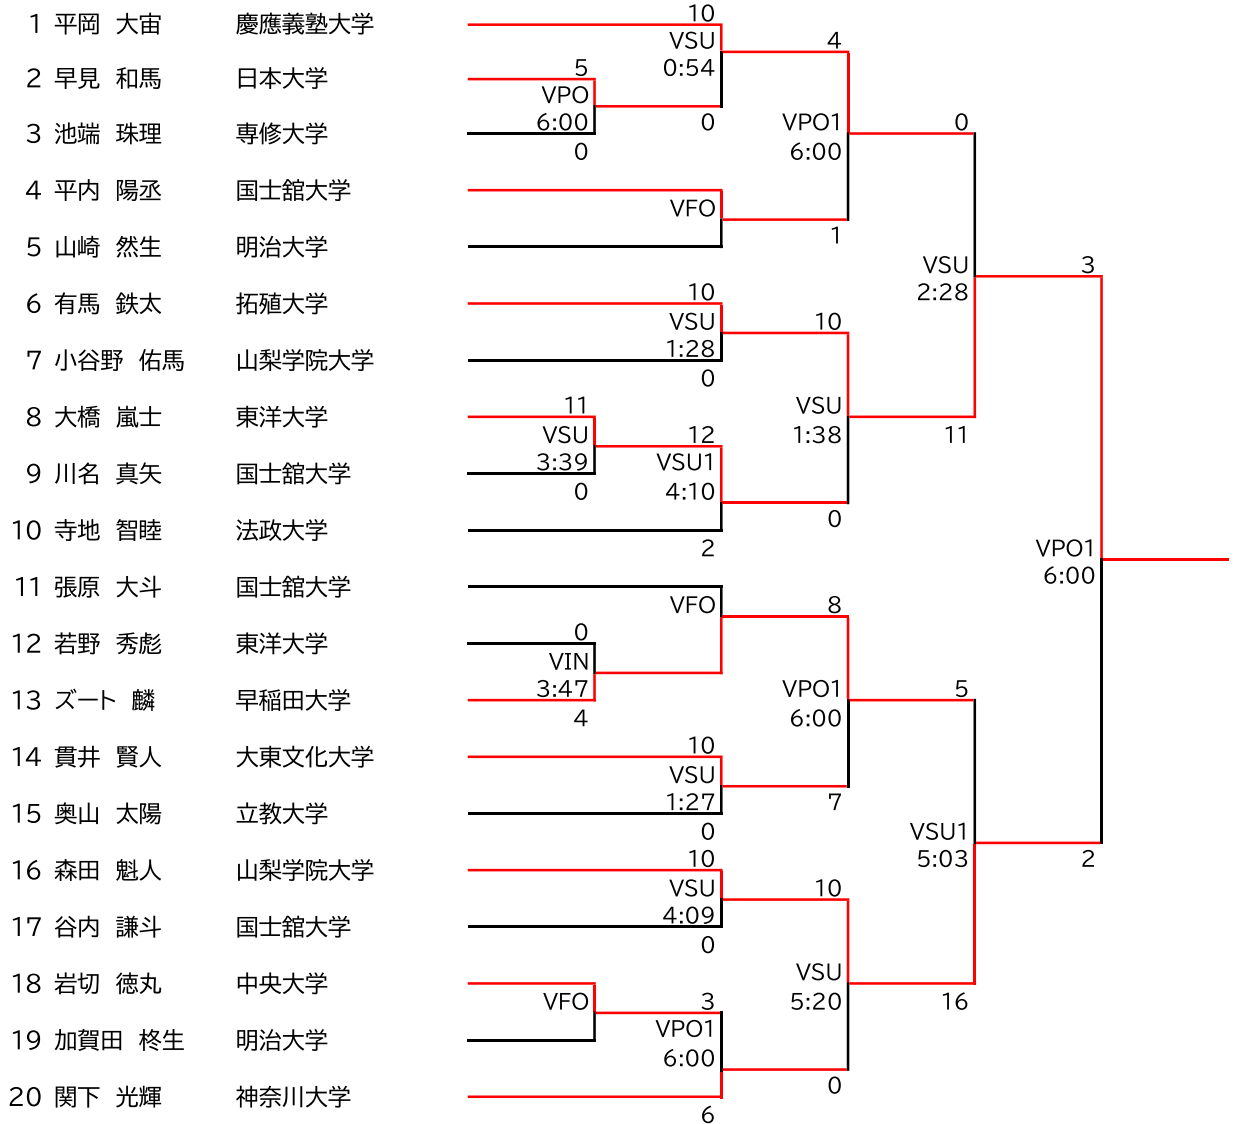 1 平岡 大宙 慶應義塾大学
2 早見 和馬 日本大学
3 池端 珠理 専修大学
4 平内 陽丞 国士舘大学
5 山崎 然生 明治大学
6 有馬 鉄太 拓殖大学
7 小谷野 佑馬 山梨学院大学
8 大橋 嵐士 東洋大学
9 川名 真矢 国士舘大学
10 寺地 智睦 法政大学
11 張原 大斗 国士舘大学
12 若野 秀彪 東洋大学
13 ズート 麟 早稲田大学
14 貫井 賢人 大東文化大学
15 奥山 太陽 立教大学
16 森田 魁人 山梨学院大学
17 谷内 謙斗 国士舘大学
18 岩切 徳丸 中央大学
19 加賀田 柊生 明治大学
20 関下 光輝 神奈川大学
5
VPO
6:00
0
11
VSU
3:39
0
0
VIN
3:47
4
VFO
10
VSU
0:54
0
VFO
10
VSU
1:28
0
12
VSU1
4:10
2
VFO
10
VSU
1:27
0
10
VSU
4:09
0
3
VPO1
6:00
6
4
VPO1
6:00
1
10
VSU
1:38
0
8
VPO1
6:00
7
10
VSU
5:20
0
0
VSU
2:28
11
5
VSU1
5:03
16
3
VPO1
6:00
2